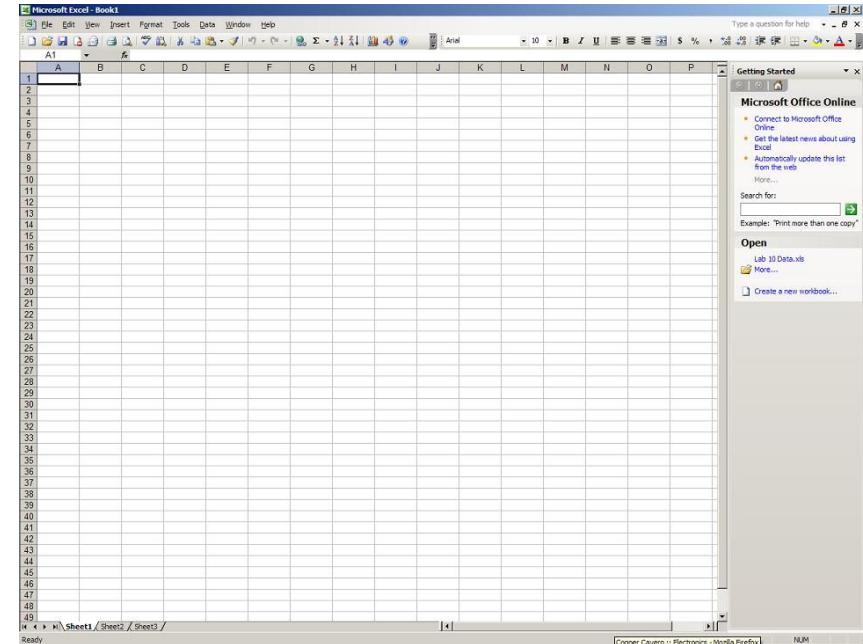 Microsoft Excel - Book1
File Edit View Insert Format Tools Data Window Help Type a question for help
Arial 10 B I U $ % ,
A1 fx
A B C D E F G H I J K L M N O P
1
2
3
4
5
6
7
8
9
10
11
12
13
14
15
16
17
18
19
20
21
22
23
24
25
26
27
28
29
30
31
32
33
34
35
36
37
38
39
40
41
42
43
44
45
46
47
48
49
Getting Started
Microsoft Office Online
Connect to Microsoft Office
Online
Get the latest news about using
Excel
Automatically update this list
from the web
More...
Search for:
Example: "Print more than one copy"
Open
Lab 10 Data.xls
More...
Create a new workbook...
Sheet1 Sheet2 Sheet3
Ready Copper Cavern :: Electronics - Mozilla Firefox NUM